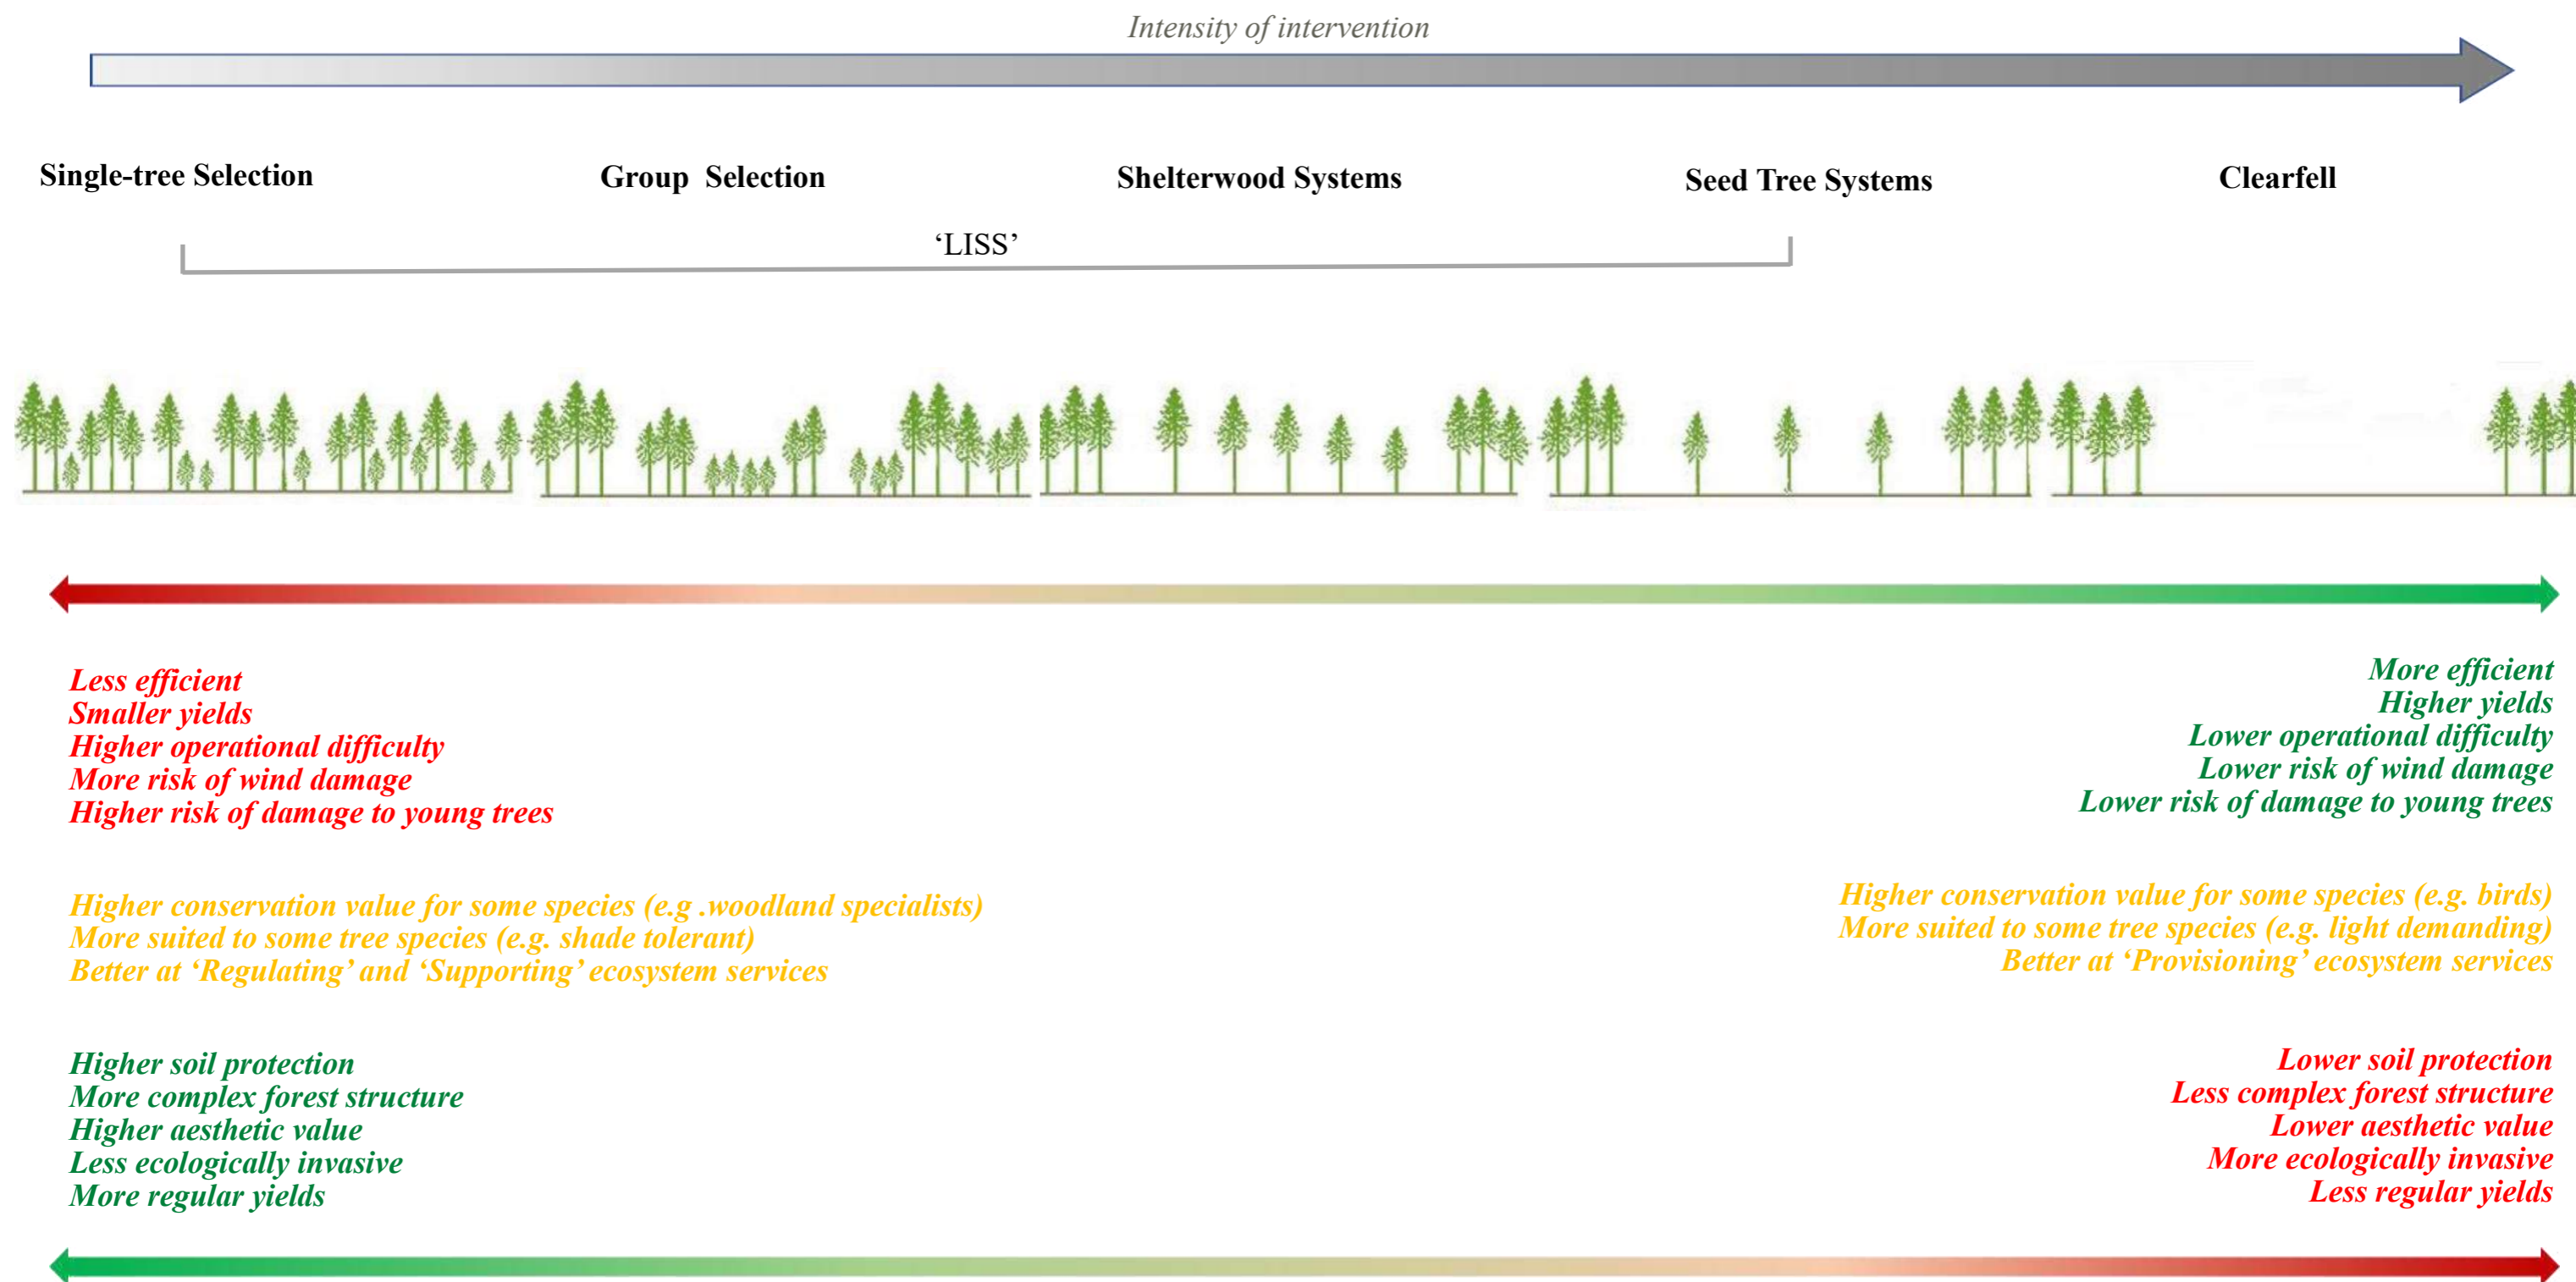 Intensity of intervention
Single-tree Selection
Group Selection
Shelterwood Systems
Seed Tree Systems
Clearfell
‘LISS’
Less efficient
Smaller yields
Higher operational difficulty
More risk of wind damage
Higher risk of damage to young trees
More efficient
Higher yields
Lower operational difficulty
Lower risk of wind damage
Lower risk of damage to young trees
Higher conservation value for some species (e.g .woodland specialists)
More suited to some tree species (e.g. shade tolerant)
Better at ‘Regulating’ and ‘Supporting’ ecosystem services
Higher conservation value for some species (e.g. birds)
More suited to some tree species (e.g. light demanding)
Better at ‘Provisioning’ ecosystem services
Higher soil protection
More complex forest structure
Higher aesthetic value
Less ecologically invasive
More regular yields
Lower soil protection
Less complex forest structure
Lower aesthetic value
More ecologically invasive
Less regular yields